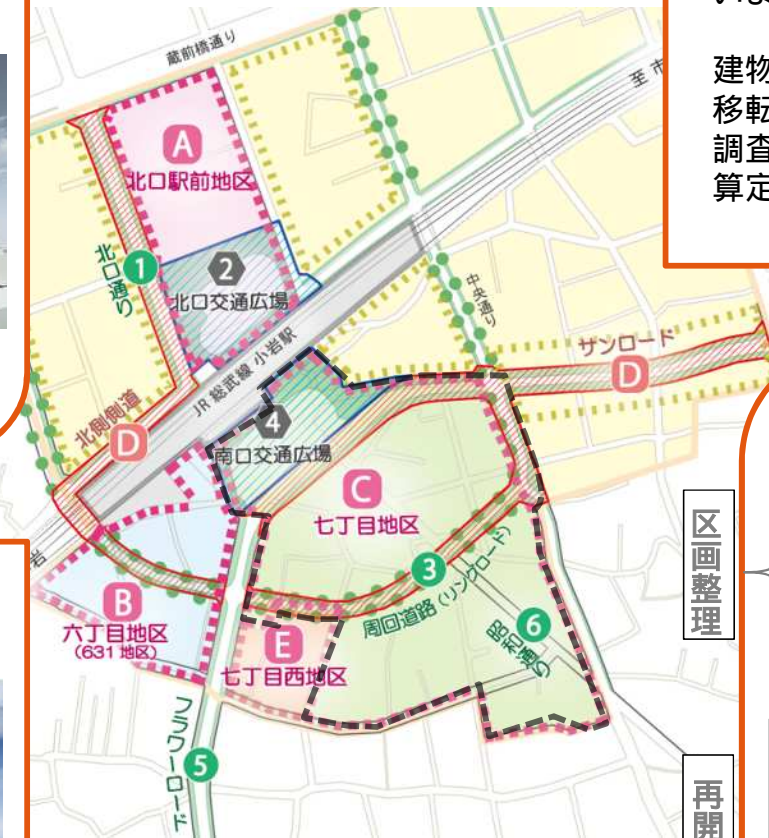 蔵前橋通り
至 市
建物
移転
調査
算定
A
北口駅前地区
北口通り
1
2
北口交通広場
中央通り
サンロード
D
JR 総武線 小岩駅
北側側道
D
4
南口交通広場
C
七丁目地区
岩
B
六丁目地区
(631 地区)
3
周回道路（リングロード）
6
昭和通り
E
七丁目西地区
フラワーロード
5
区画整理
再開